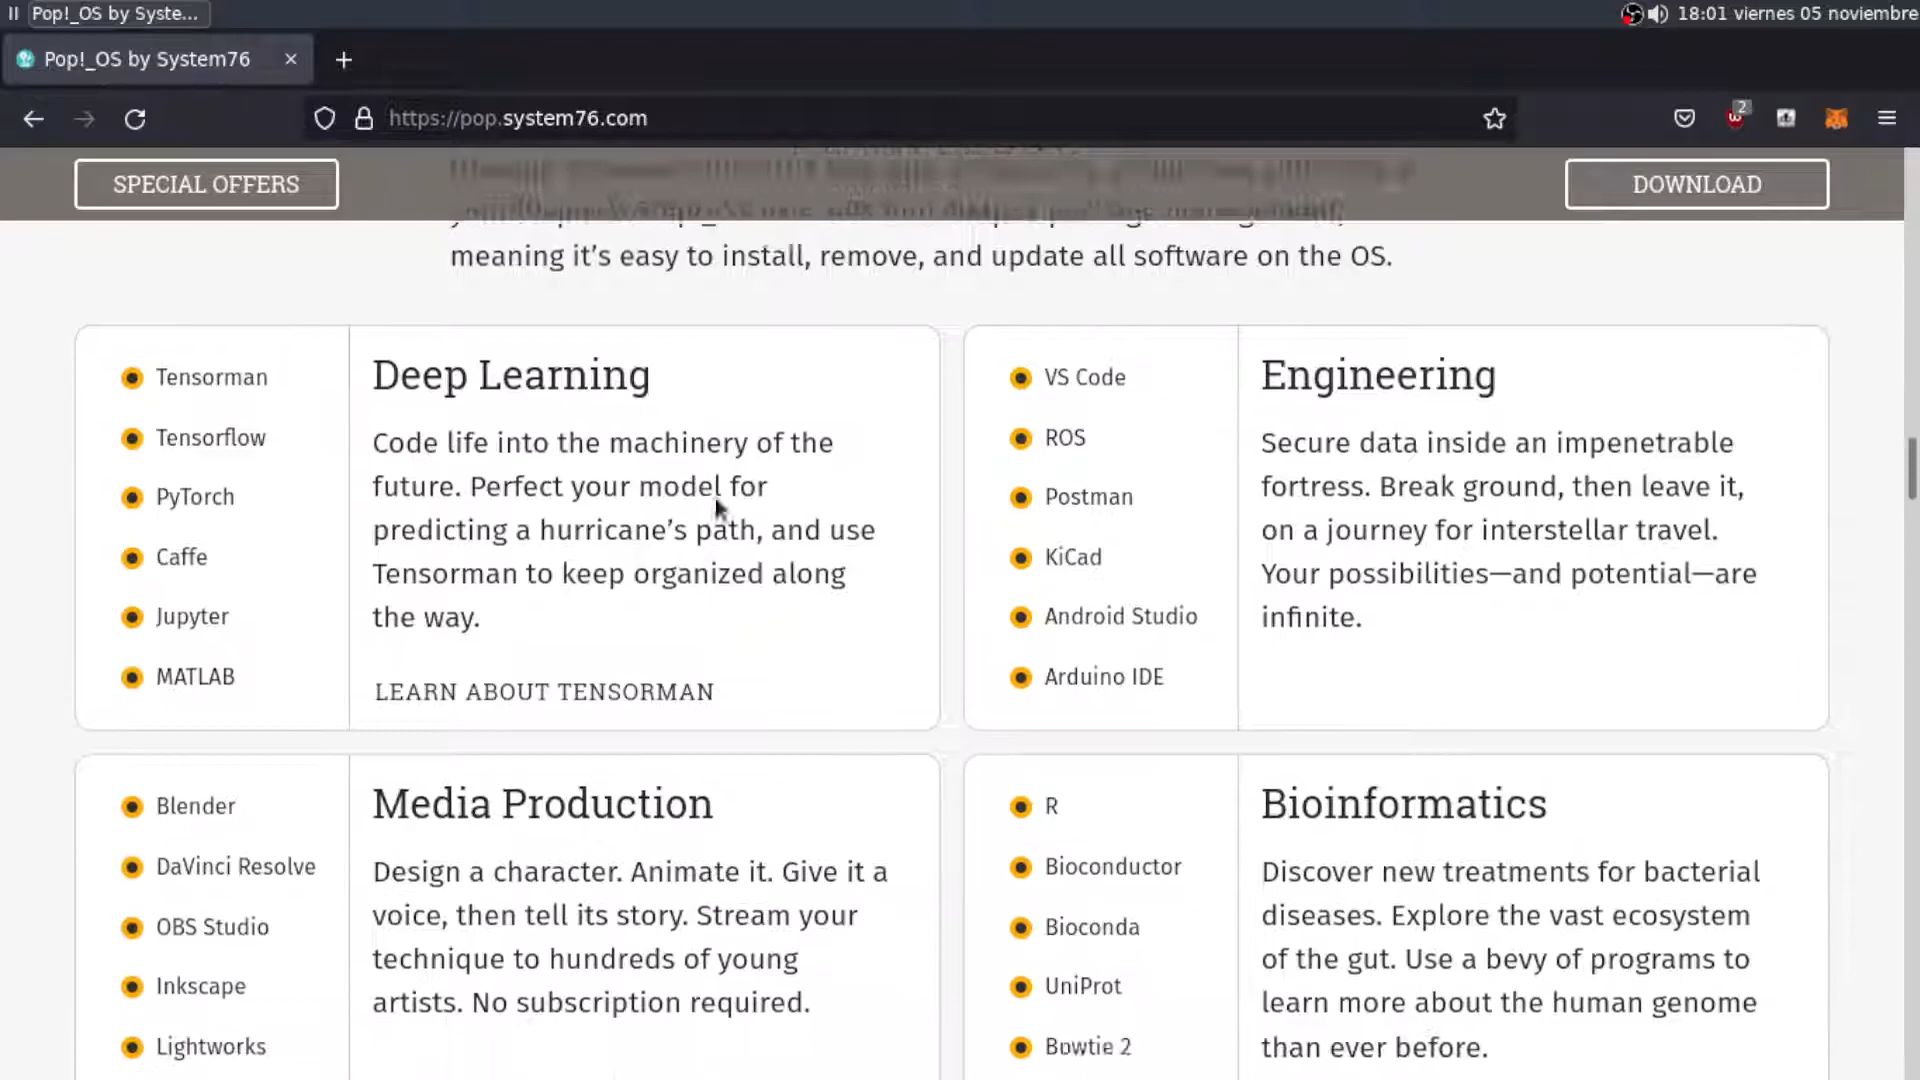 Pop!_OS by Syste...
18:01 viernes 05 noviembre
Pop!_OS by System76
https://pop.system76.com
2
SPECIAL OFFERS
DOWNLOAD
meaning it’s easy to install, remove, and update all software on the OS.
Tensorman
Tensorflow
PyTorch
Caffe
Jupyter
MATLAB
Deep Learning
Code life into the machinery of the
future. Perfect your model for
predicting a hurricane’s path, and use
Tensorman to keep organized along
the way.
LEARN ABOUT TENSORMAN
VS Code
ROS
Postman
KiCad
Android Studio
Arduino IDE
Engineering
Secure data inside an impenetrable
fortress. Break ground, then leave it,
on a journey for interstellar travel.
Your possibilities—and potential—are
infinite.
Blender
DaVinci Resolve
OBS Studio
Inkscape
Lightworks
Media Production
Design a character. Animate it. Give it a
voice, then tell its story. Stream your
technique to hundreds of young
artists. No subscription required.
R
Bioconductor
Bioconda
UniProt
Bowtie 2
Bioinformatics
Discover new treatments for bacterial
diseases. Explore the vast ecosystem
of the gut. Use a bevy of programs to
learn more about the human genome
than ever before.